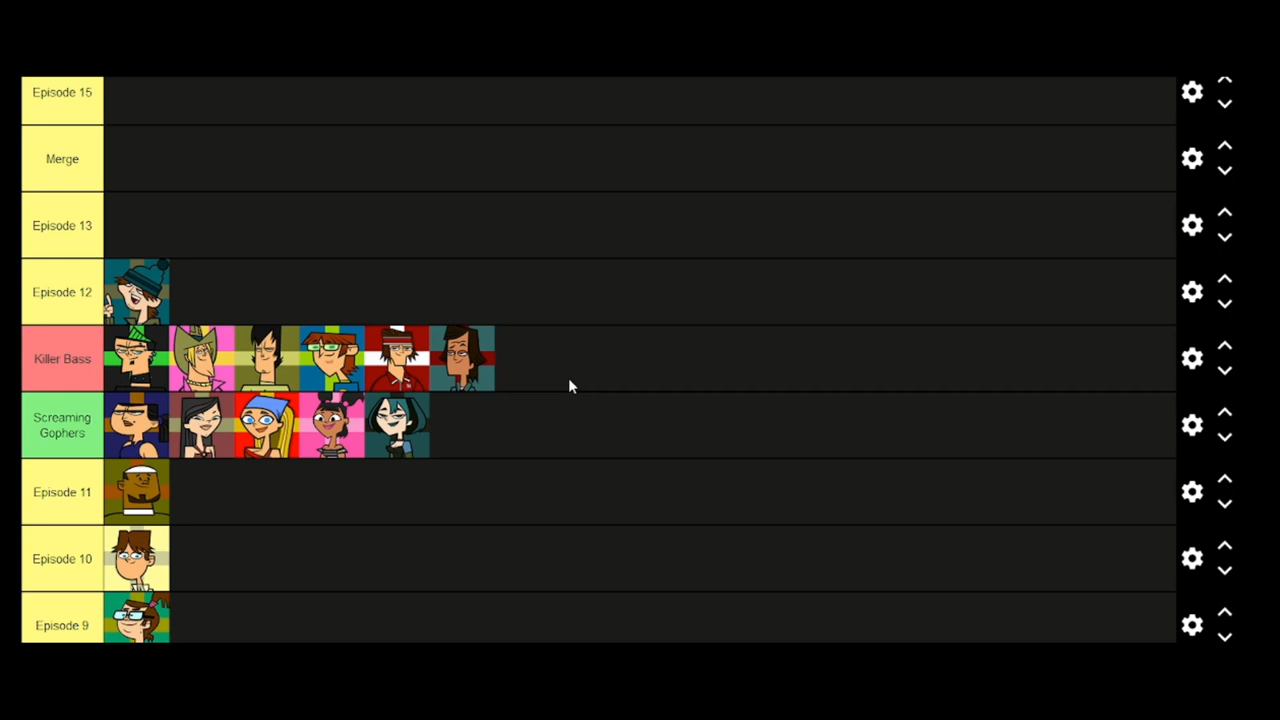 Episode 15
Merge
Episode 13
Episode 12
Killer Bass
Screaming
Gophers
Episode 11
Episode 10
Episode 9